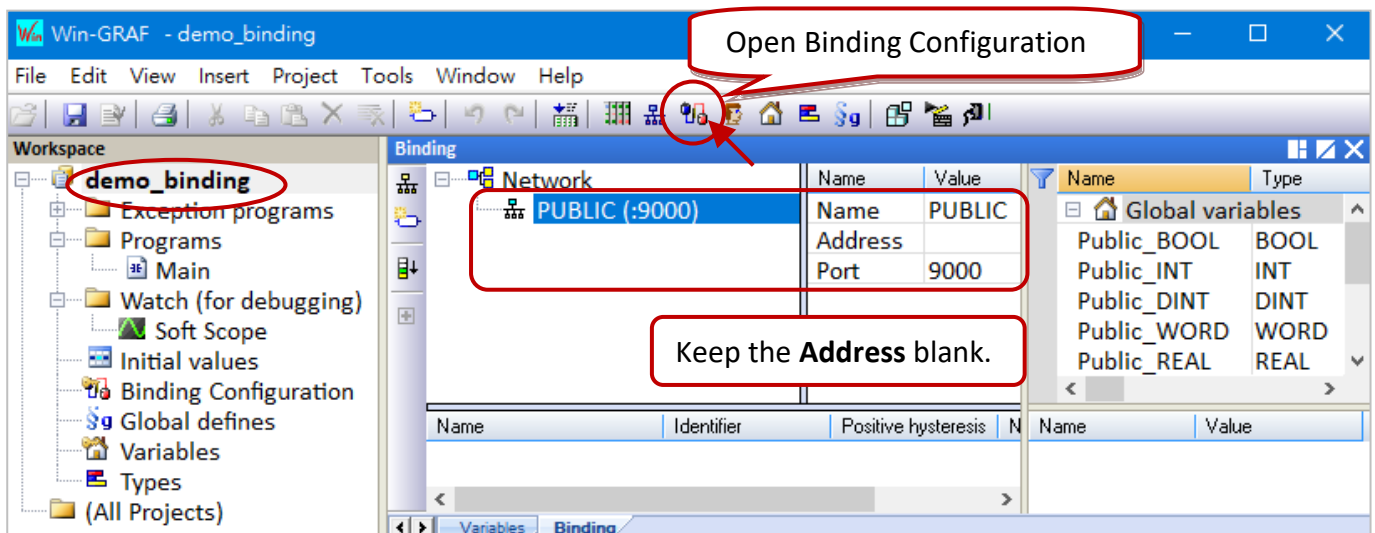 Win-GRAF - demo_binding
Open Binding Configuration
File Edit View Insert Project Tools Window Help
Workspace
demo_binding
Exception programs
Programs
Main
Watch (for debugging)
Soft Scope
Initial values
Binding Configuration
Global defines
Variables
Types
(All Projects)
Binding
Network
PUBLIC (:9000)
Name Value
Name PUBLIC
Address
Port 9000
Keep the Address blank.
Name Type
Global variables
Public_BOOL BOOL
Public_INT INT
Public_DINT DINT
Public_WORD WORD
Public_REAL REAL
Name Identifier Positive hysteresis N
Name Value
Variables Binding